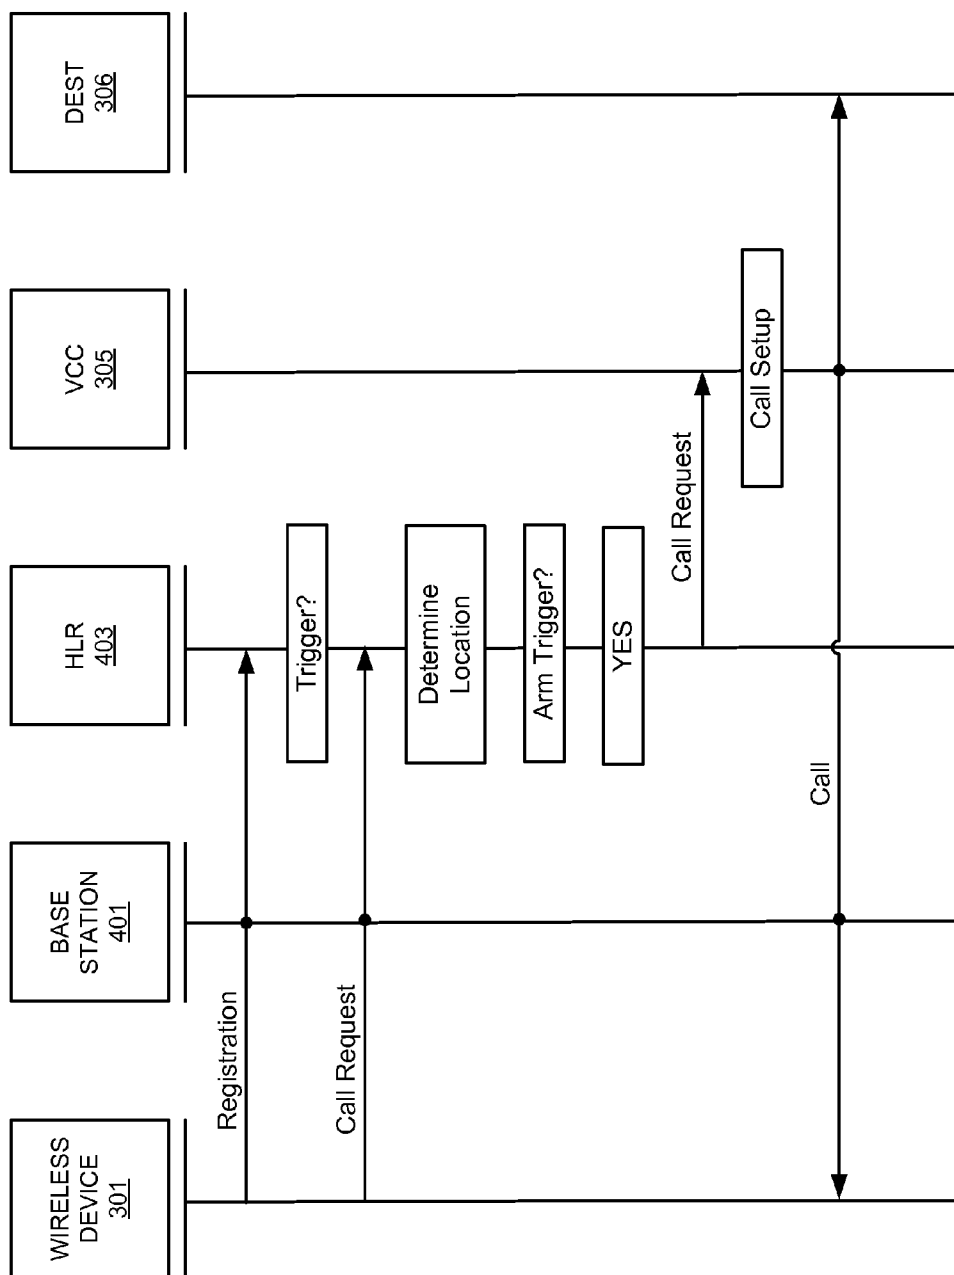 WIRELESS
DEVICE
301
BASE
STATION
401
HLR
403
VCC
305
DEST
306
Registration
Trigger?
Call Request
Determine
Location
Arm Trigger?
YES
Call Request
Call Setup
Call